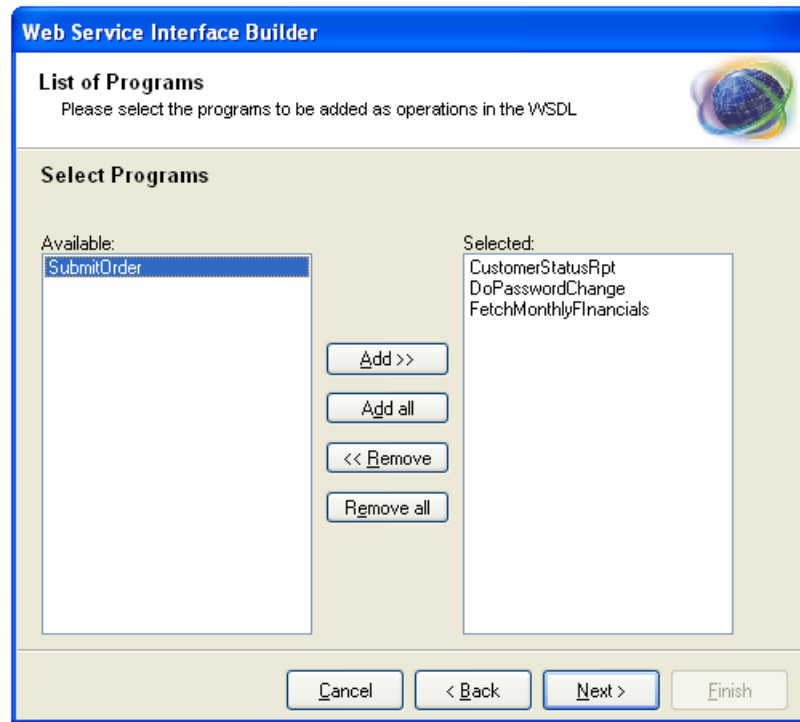 Web Service Interface Builder
List of Programs
Please select the programs to be added as operations in the WSDL
Select Programs
Available:
SubmitOrder
Selected:
CustomerStatusRpt
DoPasswordChange
FetchMonthlyFInancials
Add >>
Add all
<< Remove
Remove all
Cancel
< Back
Next >
Finish